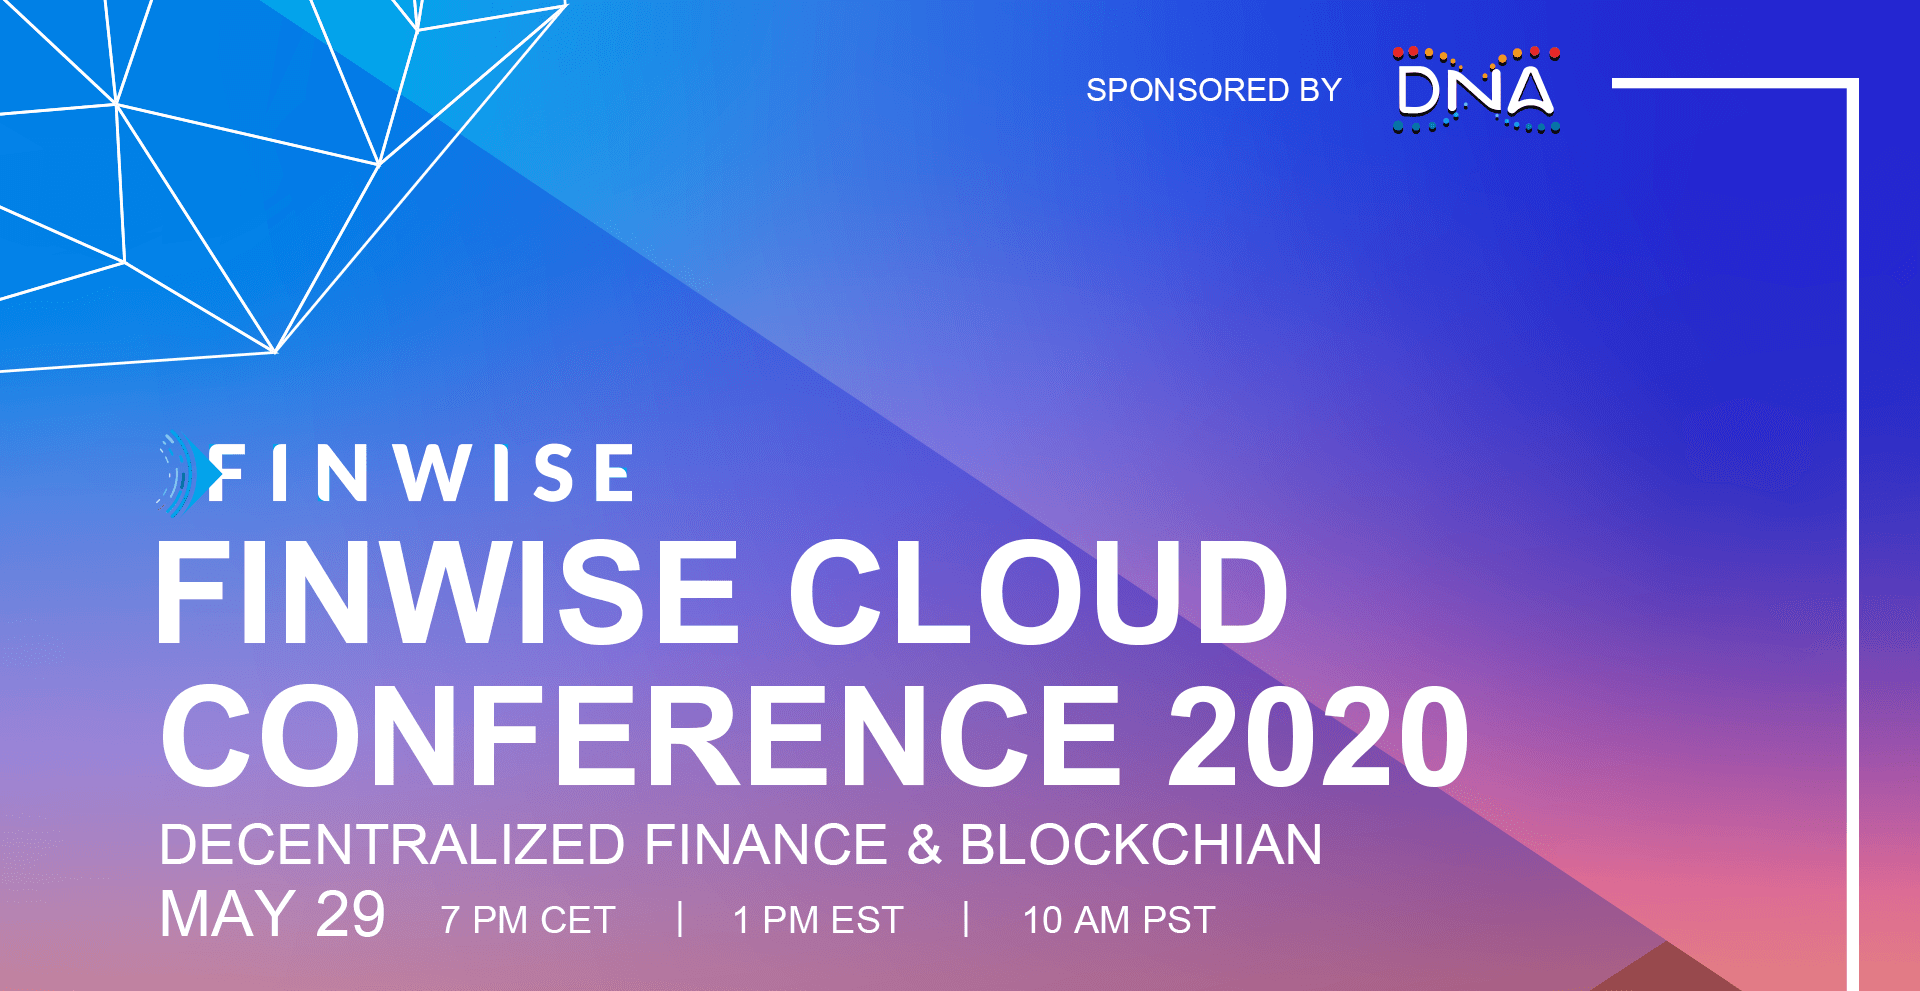 SPONSORED BY DNA
FINWISE
FINWISE CLOUD
CONFERENCE 2020
DECENTRALIZED FINANCE & BLOCKCHIAN
MAY 29 7 PM CET | 1 PM EST | 10 AM PST